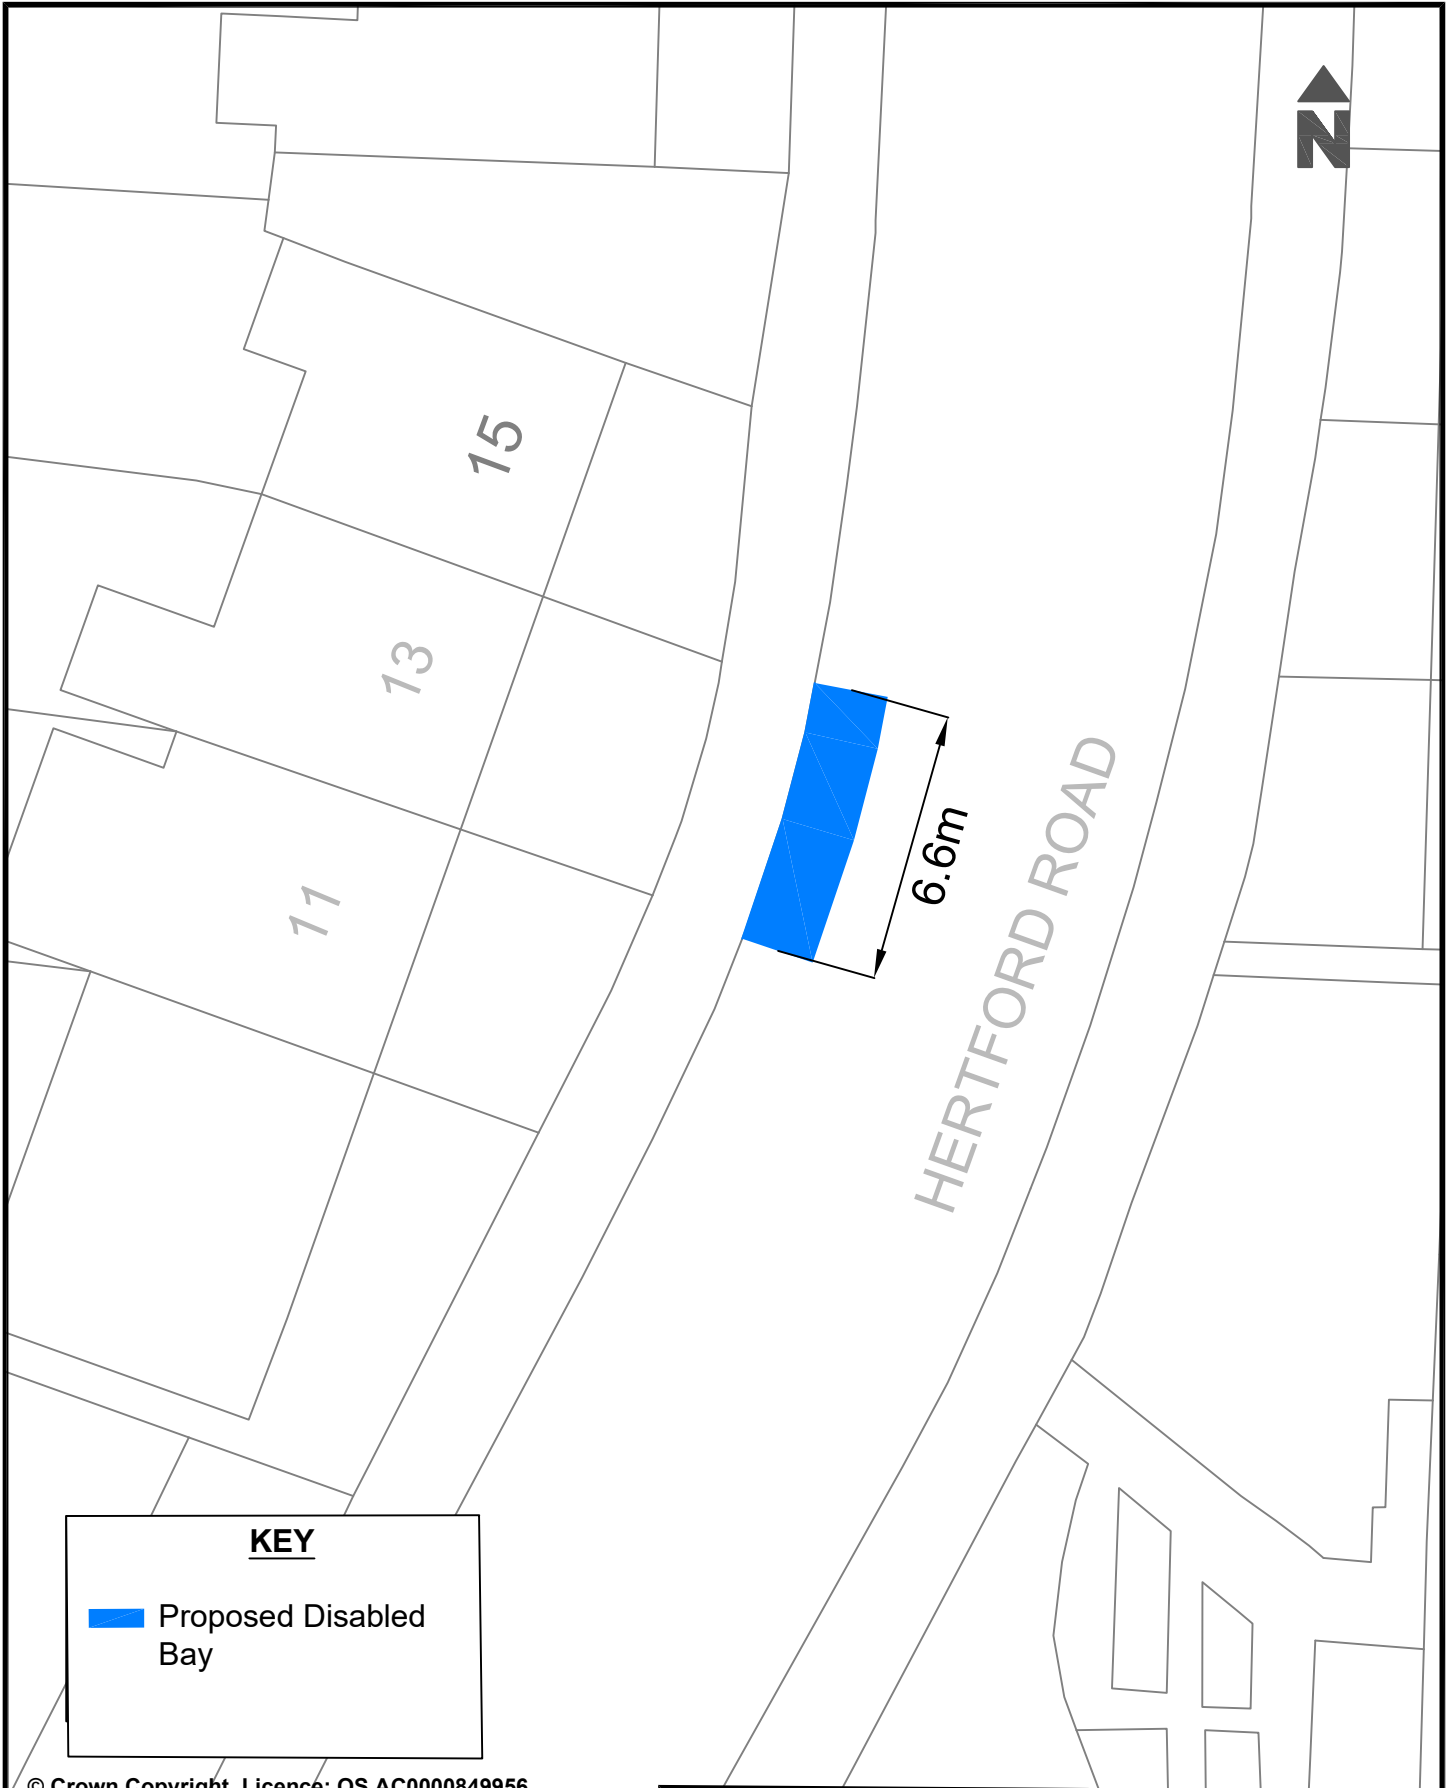 N
15
13
11
6.6m
HERTFORD ROAD
KEY
Proposed Disabled
Bay
© Crown Copyright. Licence: OS AC0000849956